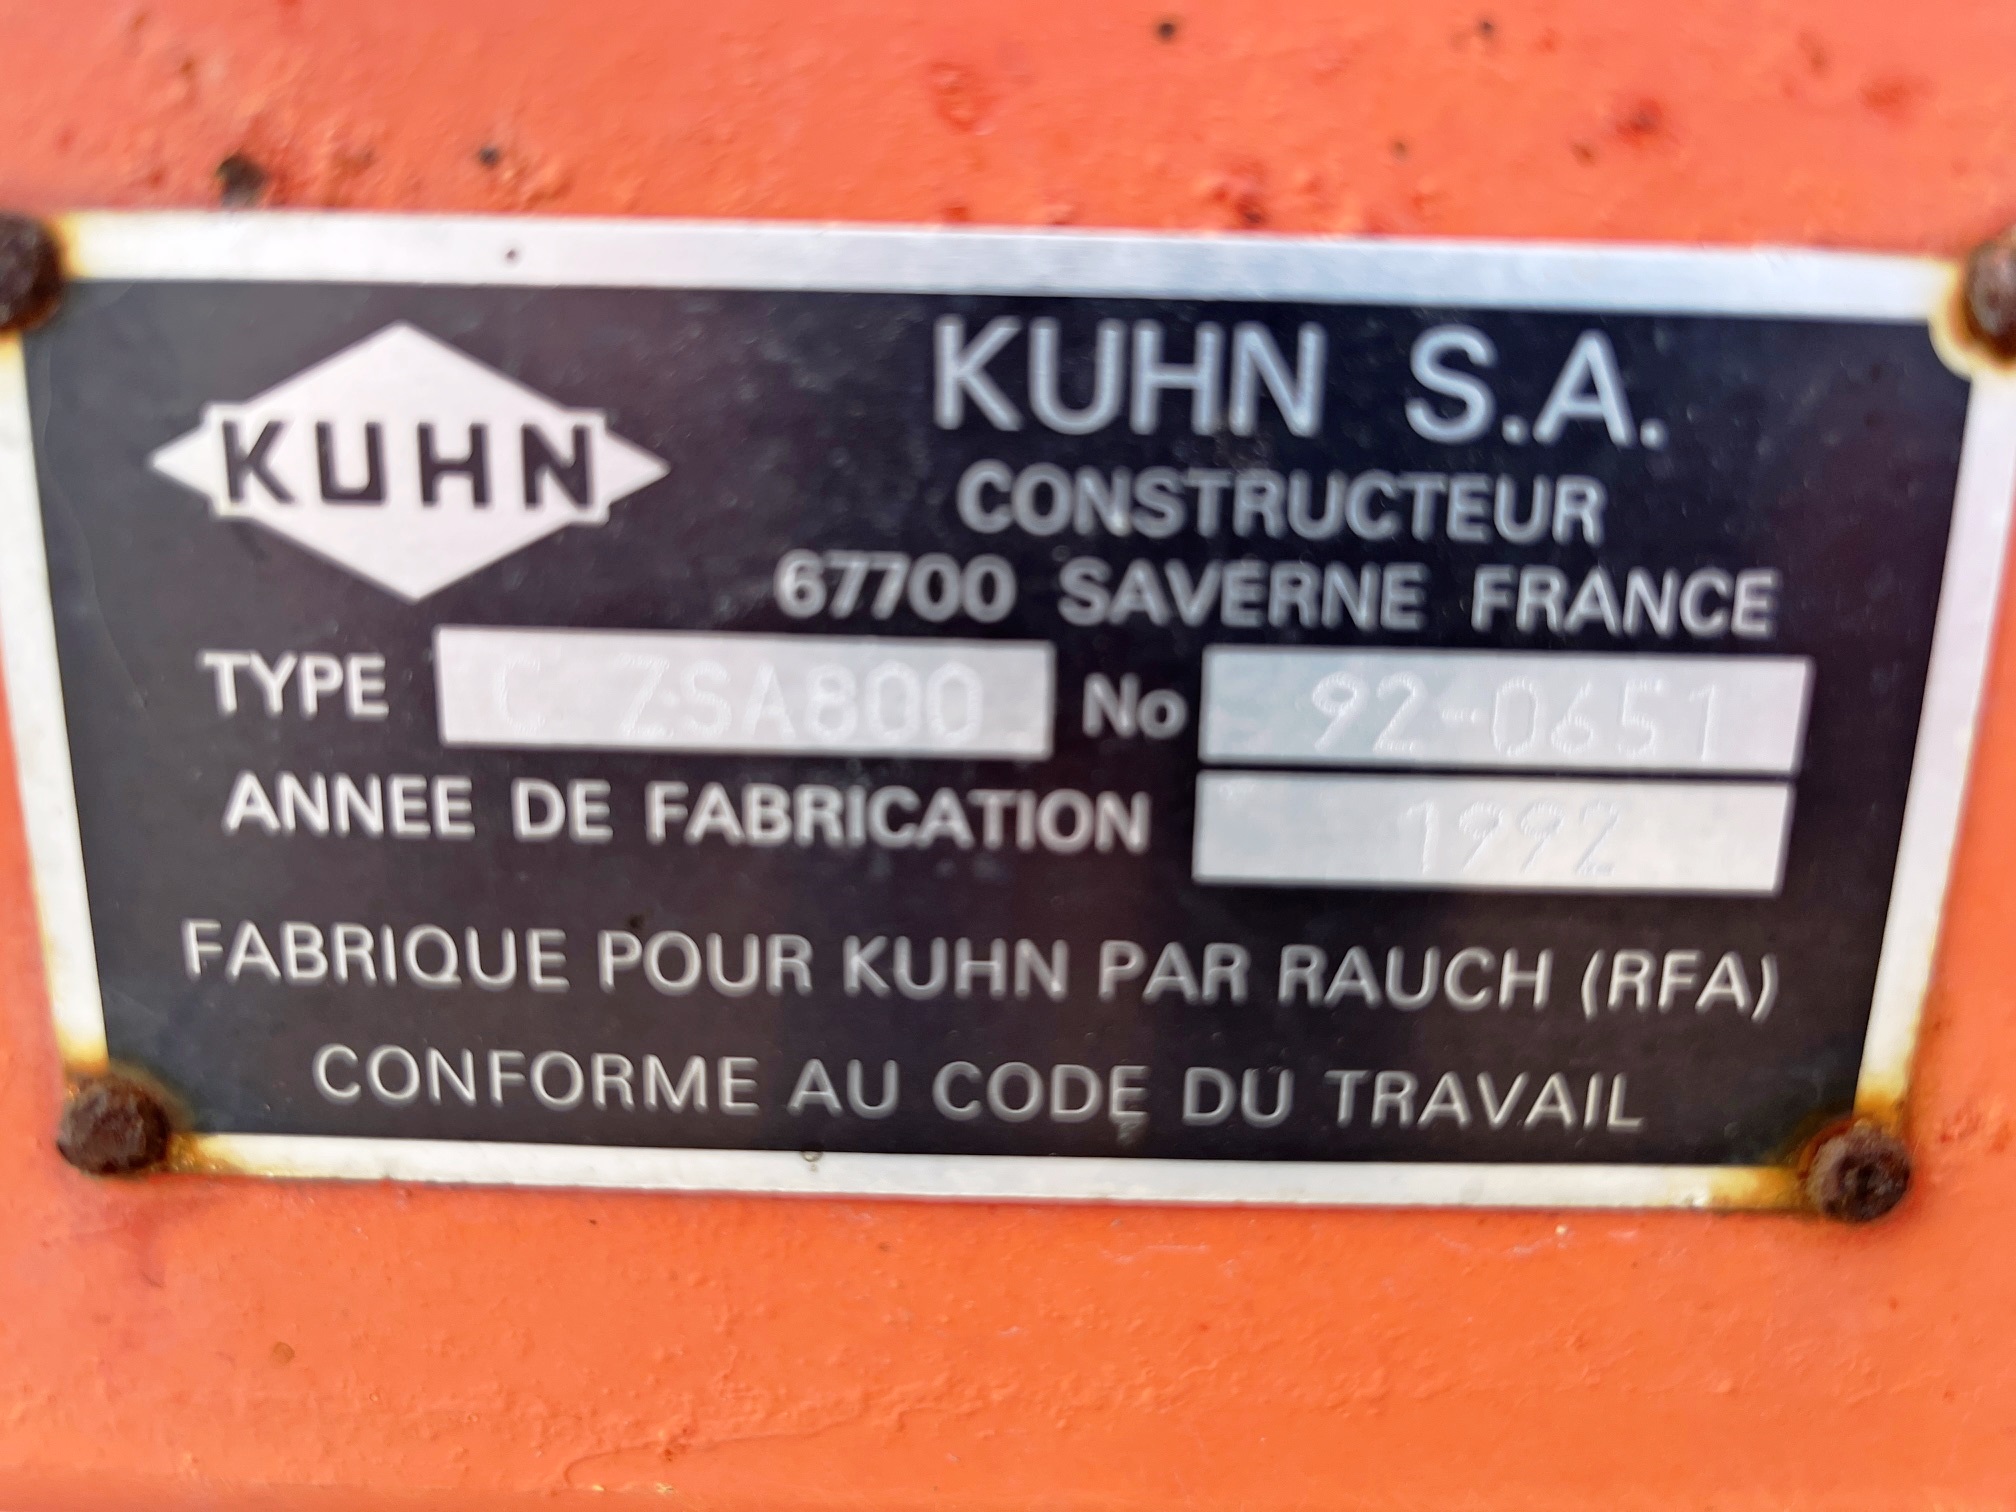 KUHN
KUHN S.A.
CONSTRUCTEUR
67700 SAVERNE FRANCE
TYPE C ZSA800 No 92-0651
ANNEE DE FABRICATION 1992
FABRIQUE POUR KUHN PAR RAUCH (RFA)
CONFORME AU CODE DU TRAVAIL